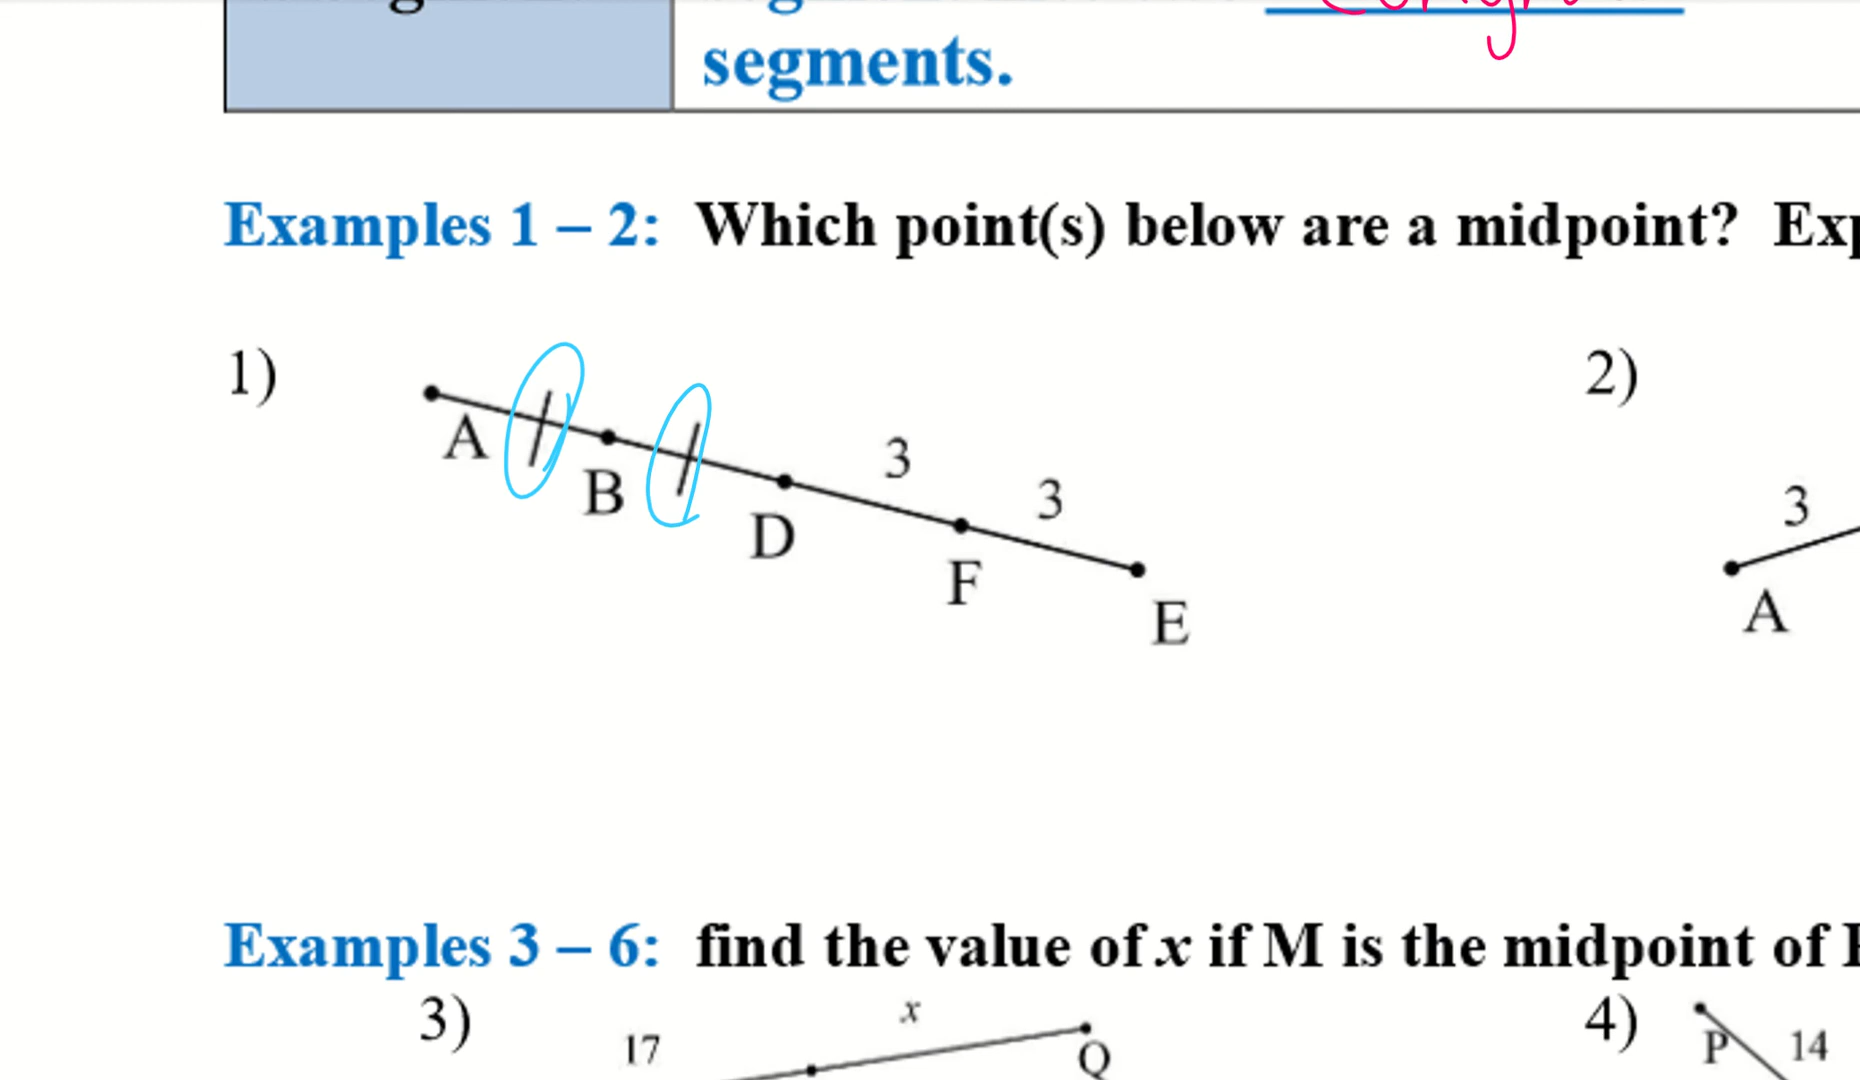 segments.
Examples 1 – 2: Which point(s) below are a midpoint?
1)
2)
A
B
D
3
F
3
E
3
A
Examples 3 – 6: find the value of x if M is the midpoint of
3)
17
x
Q
4)
P
14